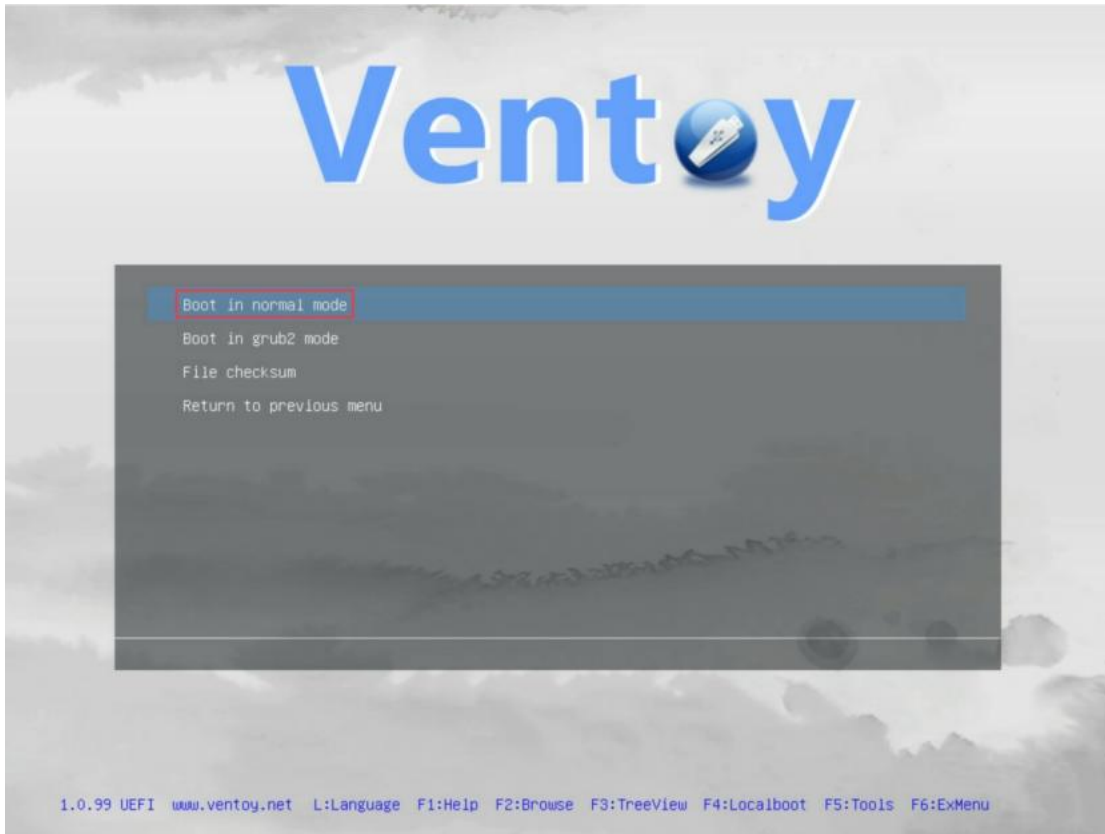 Ventoy
Boot in normal mode
Boot in grub2 mode
File checksum
Return to previous menu
1.0.99 UEFI www.ventoy.net L:Language F1:Help F2:Browse F3:TreeView F4:Localboot F5:Tools F6:ExMenu